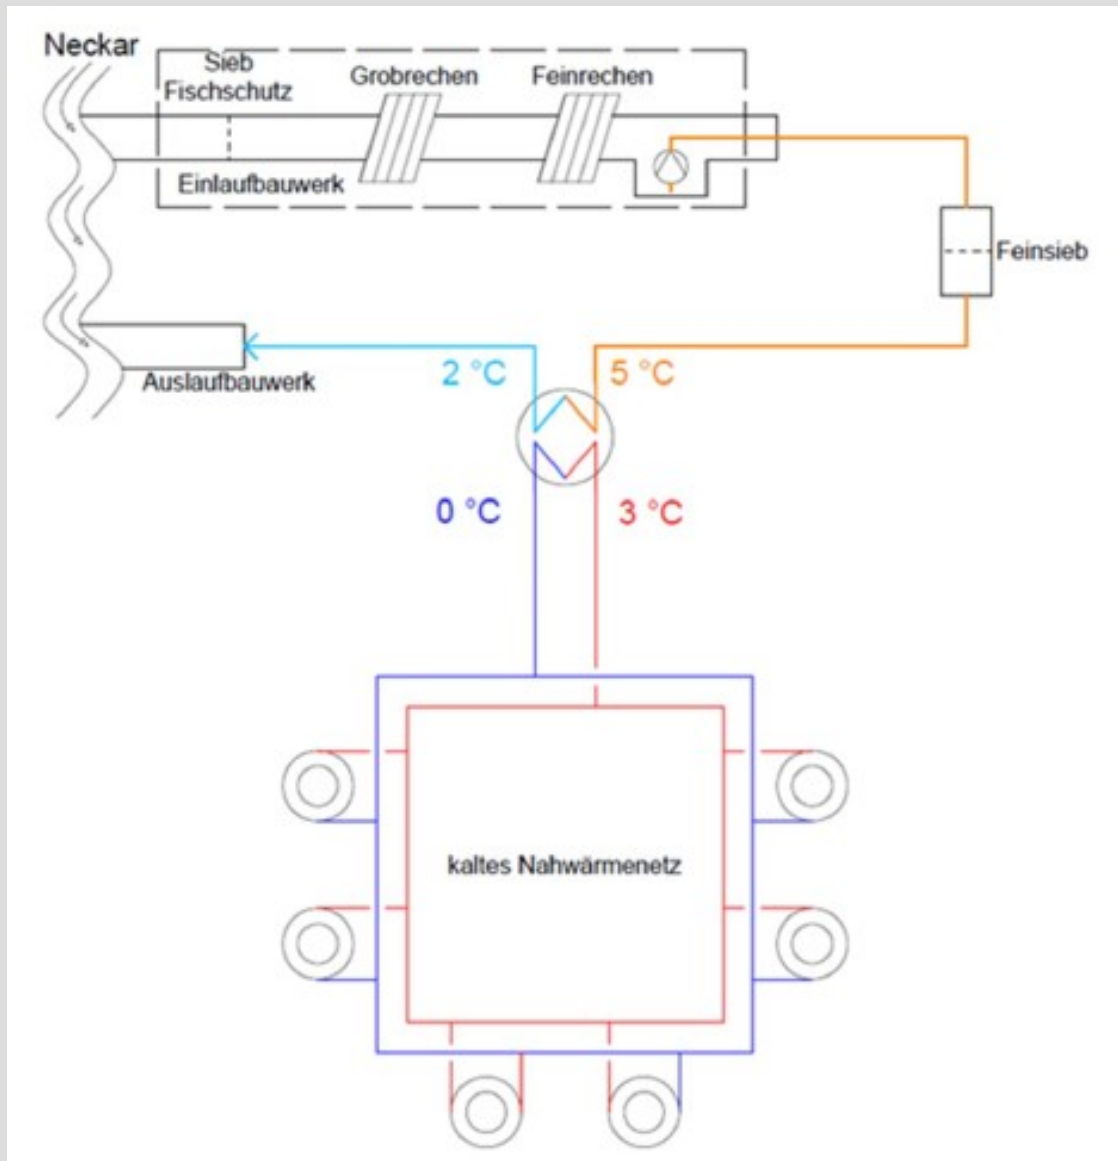 Neckar
Sieb
Fischschutz
Grobrechen
Feinrechen
Einlaufbauwerk
Feinsieb
2 °C
5 °C
Auslaufbauwerk
0 °C
3 °C
kaltes Nahwärmenetz